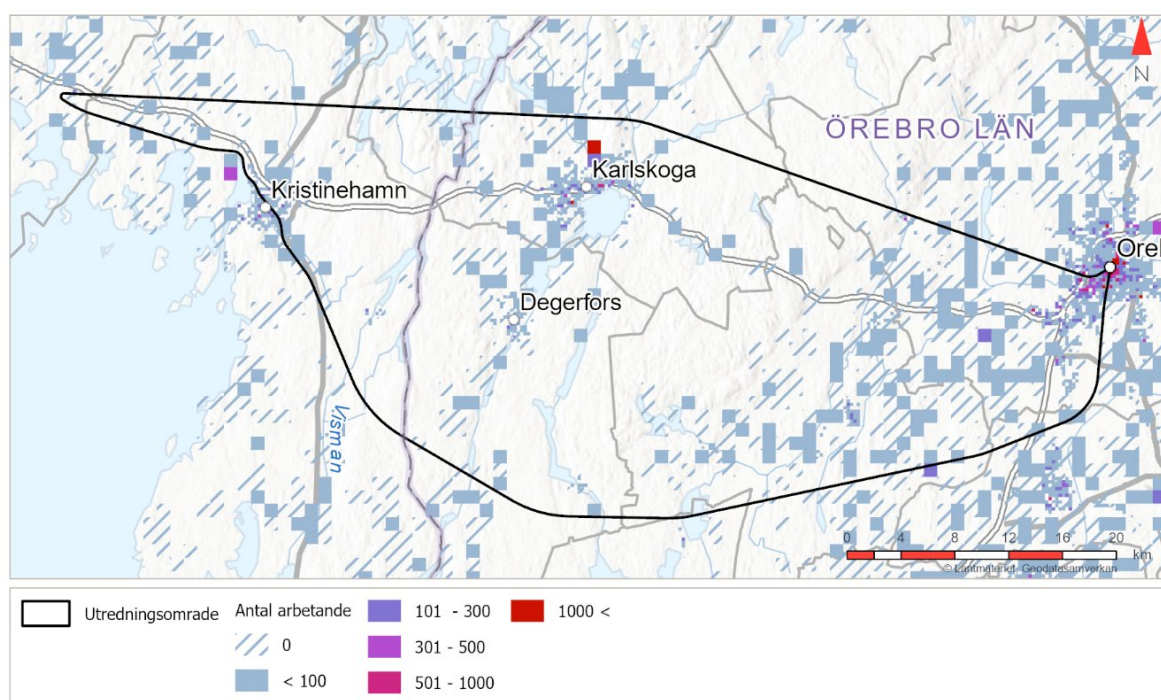 N
ÖREBRO LÄN
Karlskoga
Kristinehamn
Oreb
Degerfors
Visman
0 4 8 12 16 20
km
© Lantmäteriet Geodatasamverkan
Utredningsomrade
Antal arbetande
0
< 100
101 - 300
301 - 500
501 - 1000
1000 <